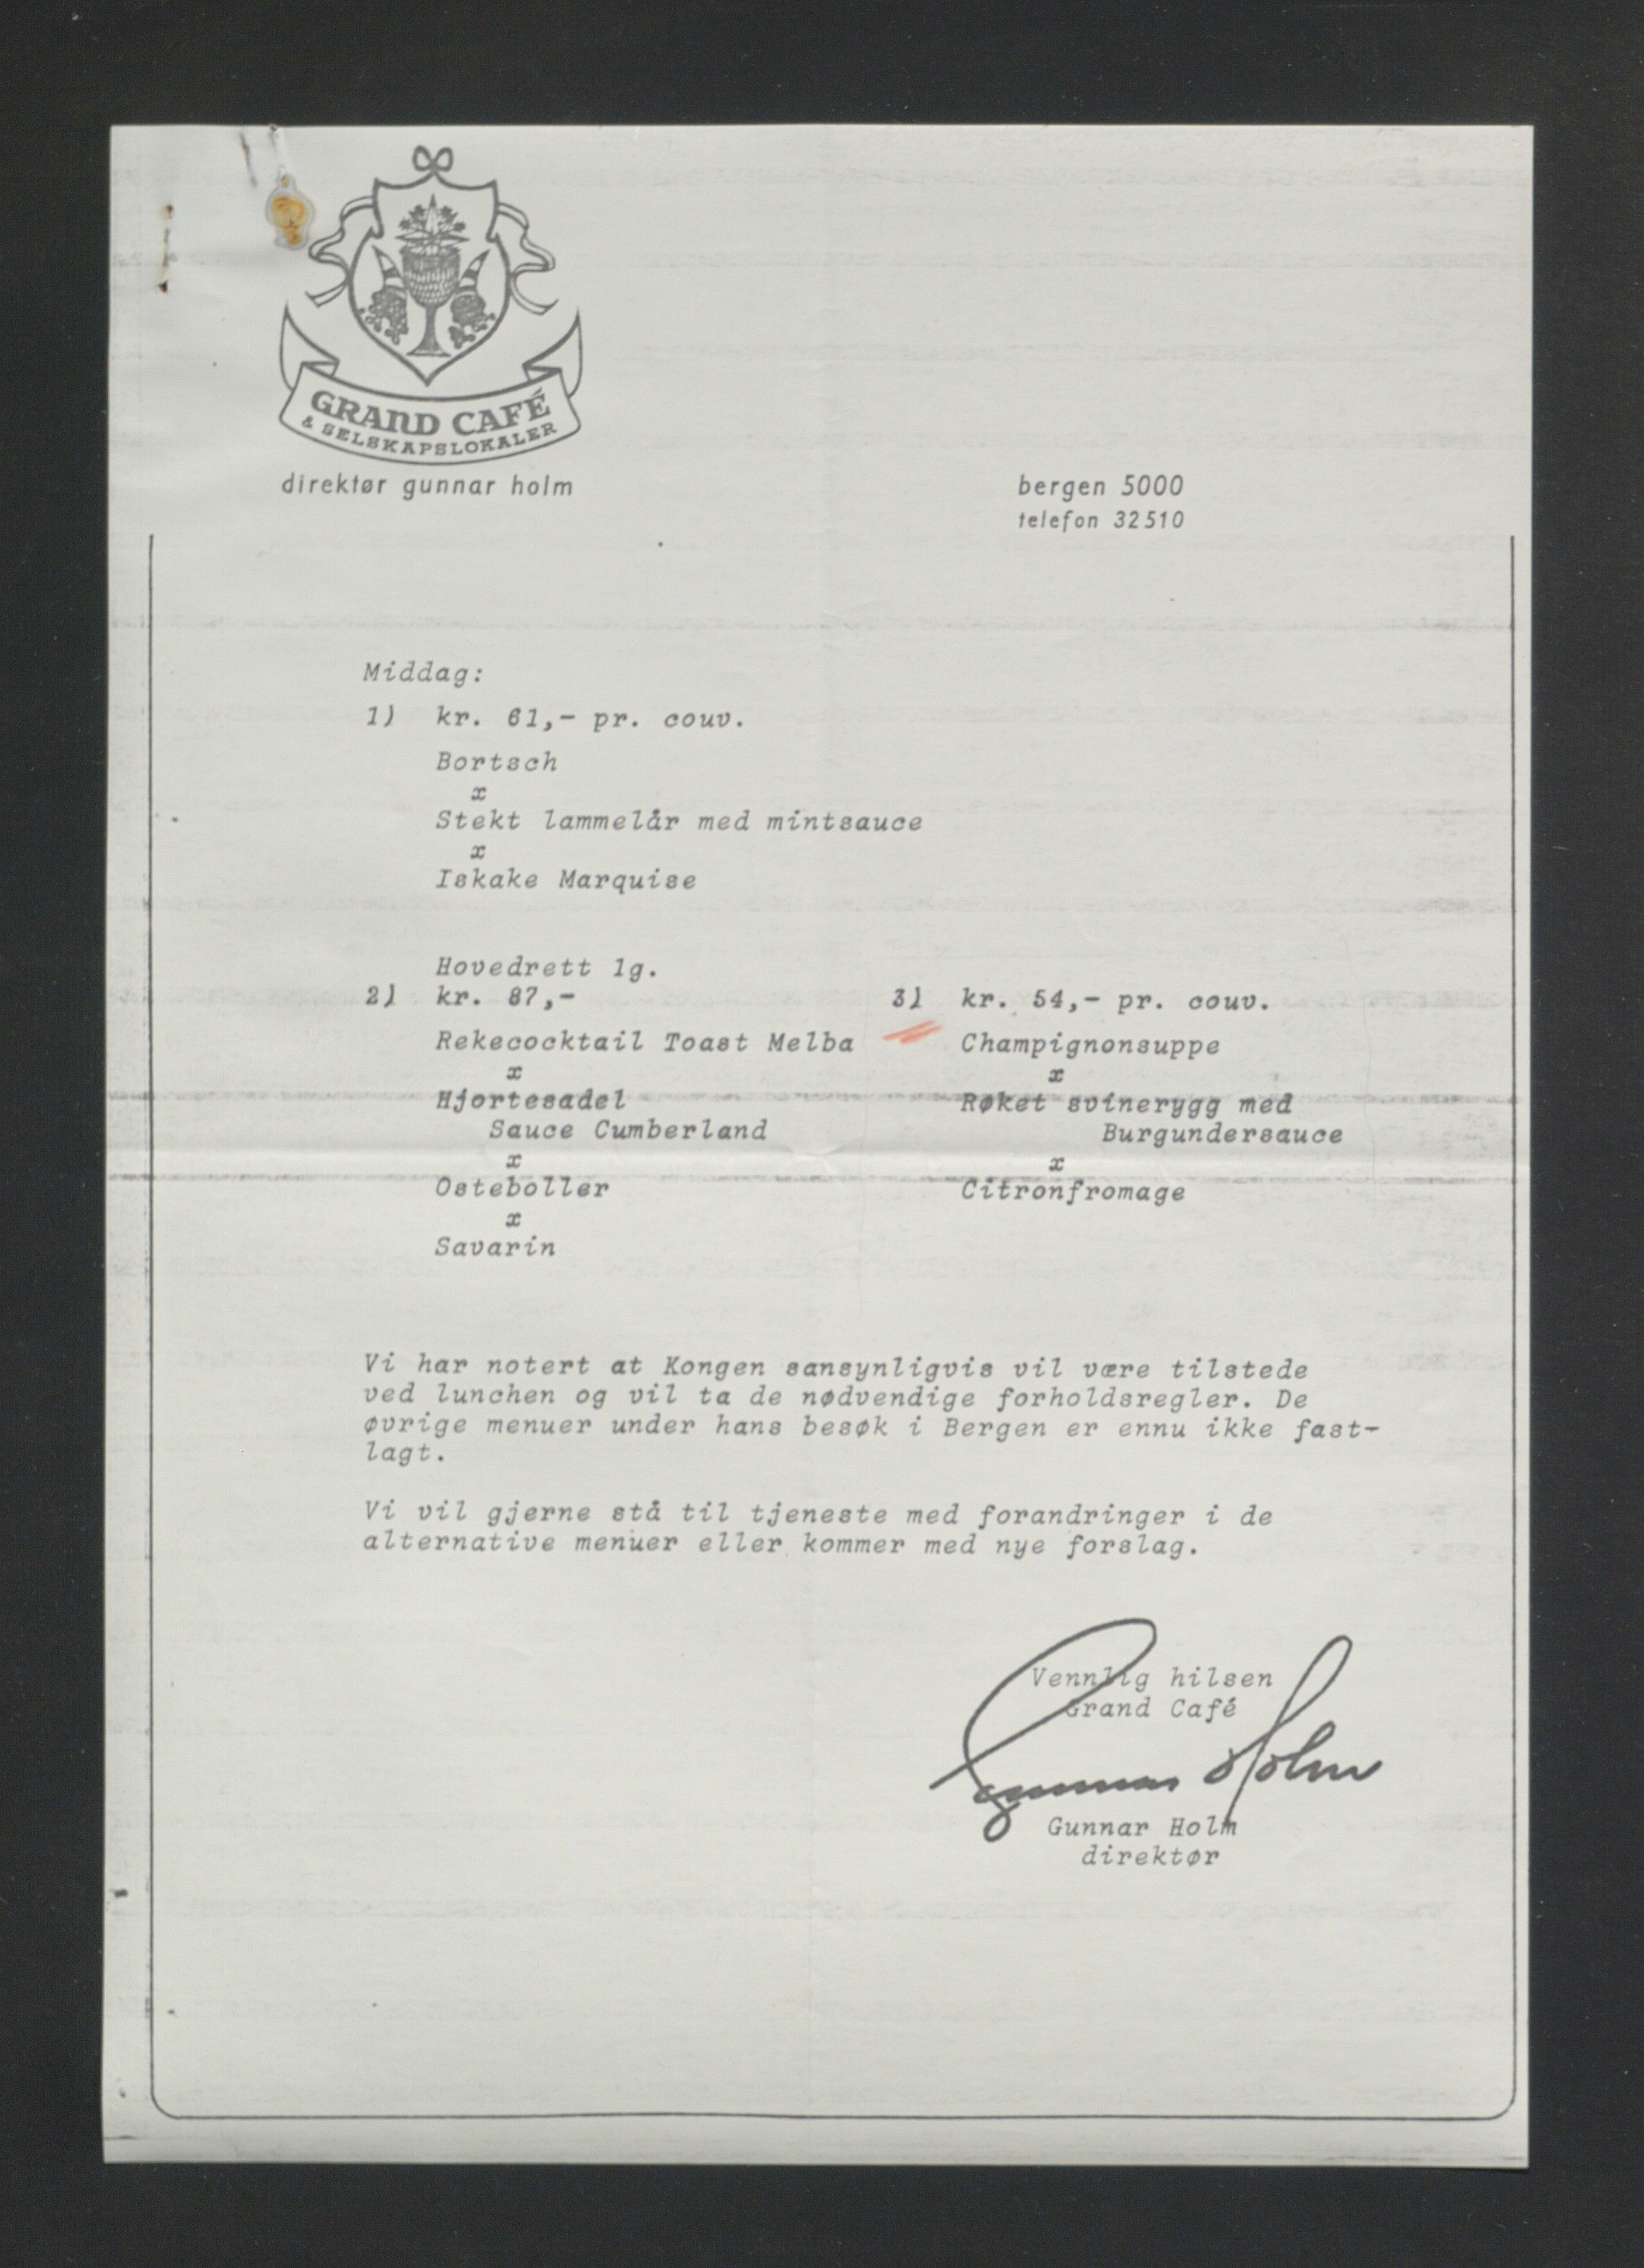 GRAND CAFÉ
& SELSKAPSLOKALER
direktør gunnar holm
bergen 5000
telefon 32510
Middag:
1) kr. 61,- pr. couv.
Bortsch
x
Stekt lammelår med mintsauce
x
Iskake Marquise
Hovedrett 1g.
2) kr. 87,-
Rekecocktail Toast Melba
x
Hjortesadel
Sauce Cumberland
x
Osteboller
x
Savarin
3) kr. 54,- pr. couv.
Champignonsuppe
x
Røket svinerygg med
Burgundersauce
x
Citronfromage
Vi har notert at Kongen sansynligvis vil være tilstede
ved lunchen og vil ta de nødvendige forholdsregler. De
øvrige menuer under hans besøk i Bergen er ennu ikke fast-
lagt.
Vi vil gjerne stå til tjeneste med forandringer i de
alternative menuer eller kommer med nye forslag.
Vennlig hilsen
Grand Café
Gunnar Holm
Gunnar Holm
direktør